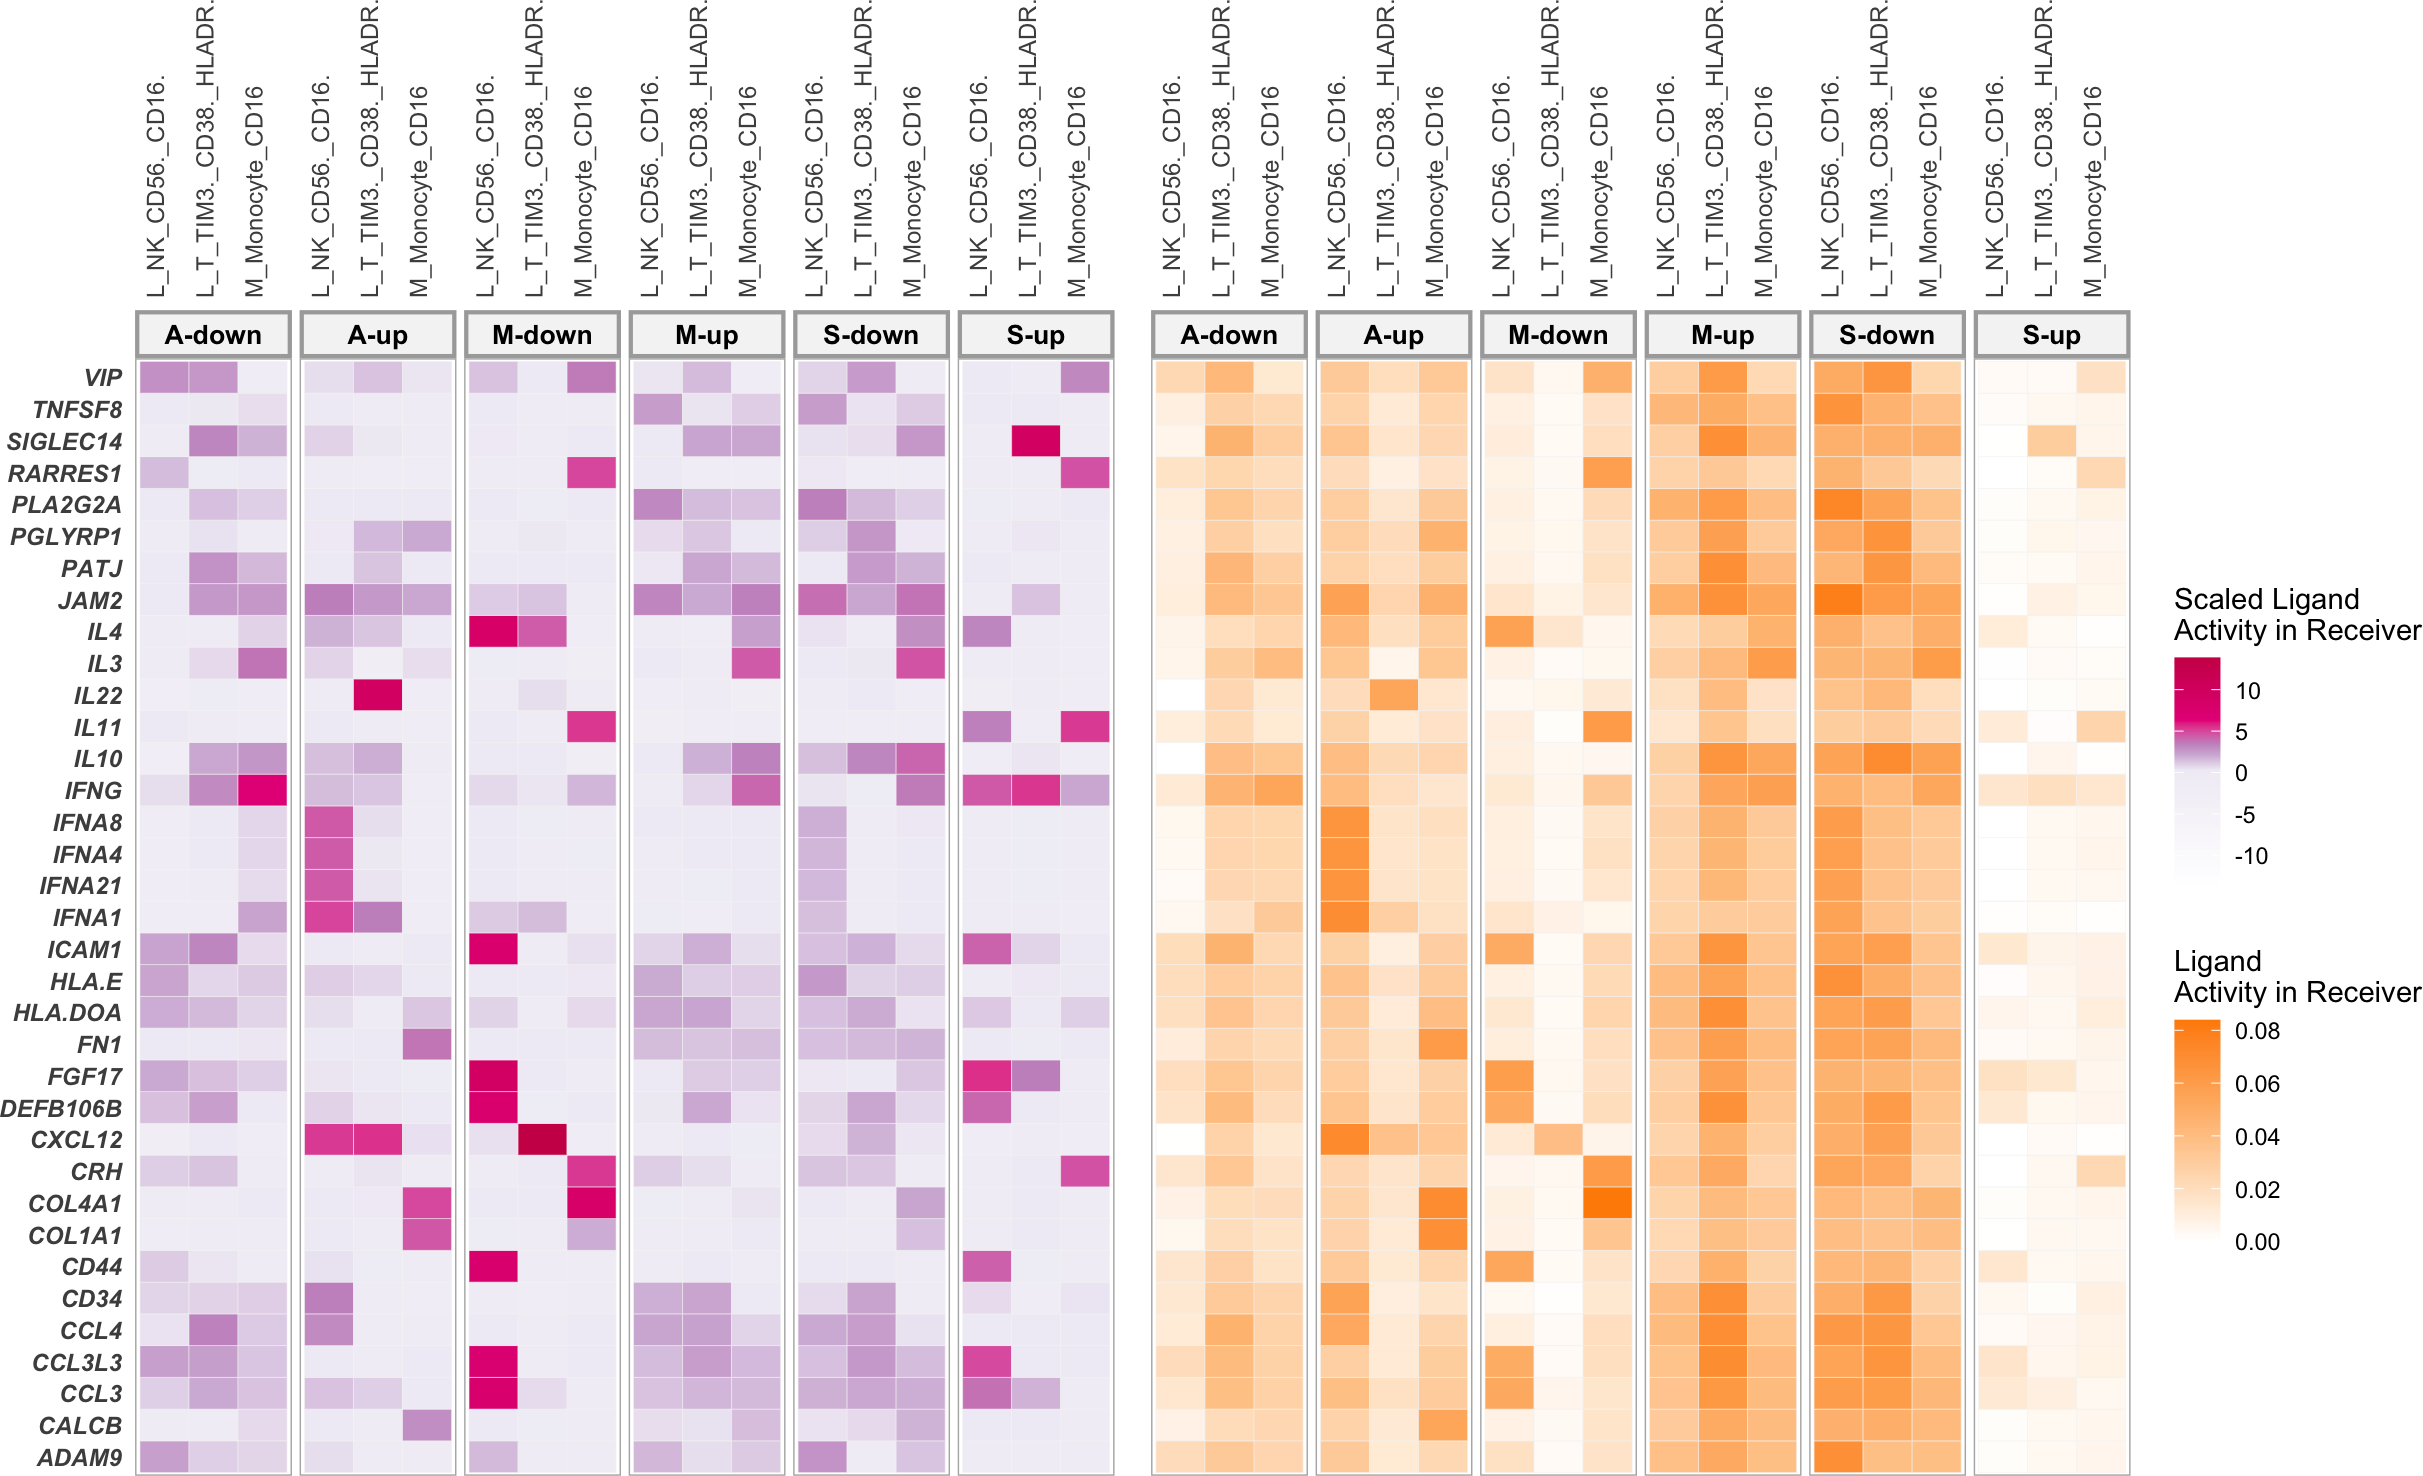 L_NK_CD56._CD16.
L_T_TIM3._CD38._HLADR.
M_Monocyte_CD16
L_NK_CD56._CD16.
L_T_TIM3._CD38._HLADR.
M_Monocyte_CD16
L_NK_CD56._CD16.
L_T_TIM3._CD38._HLADR.
M_Monocyte_CD16
L_NK_CD56._CD16.
L_T_TIM3._CD38._HLADR.
M_Monocyte_CD16
L_NK_CD56._CD16.
L_T_TIM3._CD38._HLADR.
M_Monocyte_CD16
L_NK_CD56._CD16.
L_T_TIM3._CD38._HLADR.
M_Monocyte_CD16
L_NK_CD56._CD16.
L_T_TIM3._CD38._HLADR.
M_Monocyte_CD16
L_NK_CD56._CD16.
L_T_TIM3._CD38._HLADR.
M_Monocyte_CD16
L_NK_CD56._CD16.
L_T_TIM3._CD38._HLADR.
M_Monocyte_CD16
L_NK_CD56._CD16.
L_T_TIM3._CD38._HLADR.
M_Monocyte_CD16
L_NK_CD56._CD16.
L_T_TIM3._CD38._HLADR.
M_Monocyte_CD16
L_NK_CD56._CD16.
L_T_TIM3._CD38._HLADR.
M_Monocyte_CD16
A-down A-up M-down M-up S-down S-up A-down A-up M-down M-up S-down S-up
VIP
TNFSF8
SIGLEC14
RARRES1
PLA2G2A
PGLYRP1
PATJ
JAM2
IL4
IL3
IL22
IL11
IL10
IFNG
IFNA8
IFNA4
IFNA21
IFNA1
ICAM1
HLA.E
HLA.DOA
FN1
FGF17
DEFB106B
CXCL12
CRH
COL4A1
COL1A1
CD44
CD34
CCL4
CCL3L3
CCL3
CALCB
ADAM9
Scaled Ligand
Activity in Receiver
10
5
0
-5
-10
Ligand
Activity in Receiver
0.08
0.06
0.04
0.02
0.00